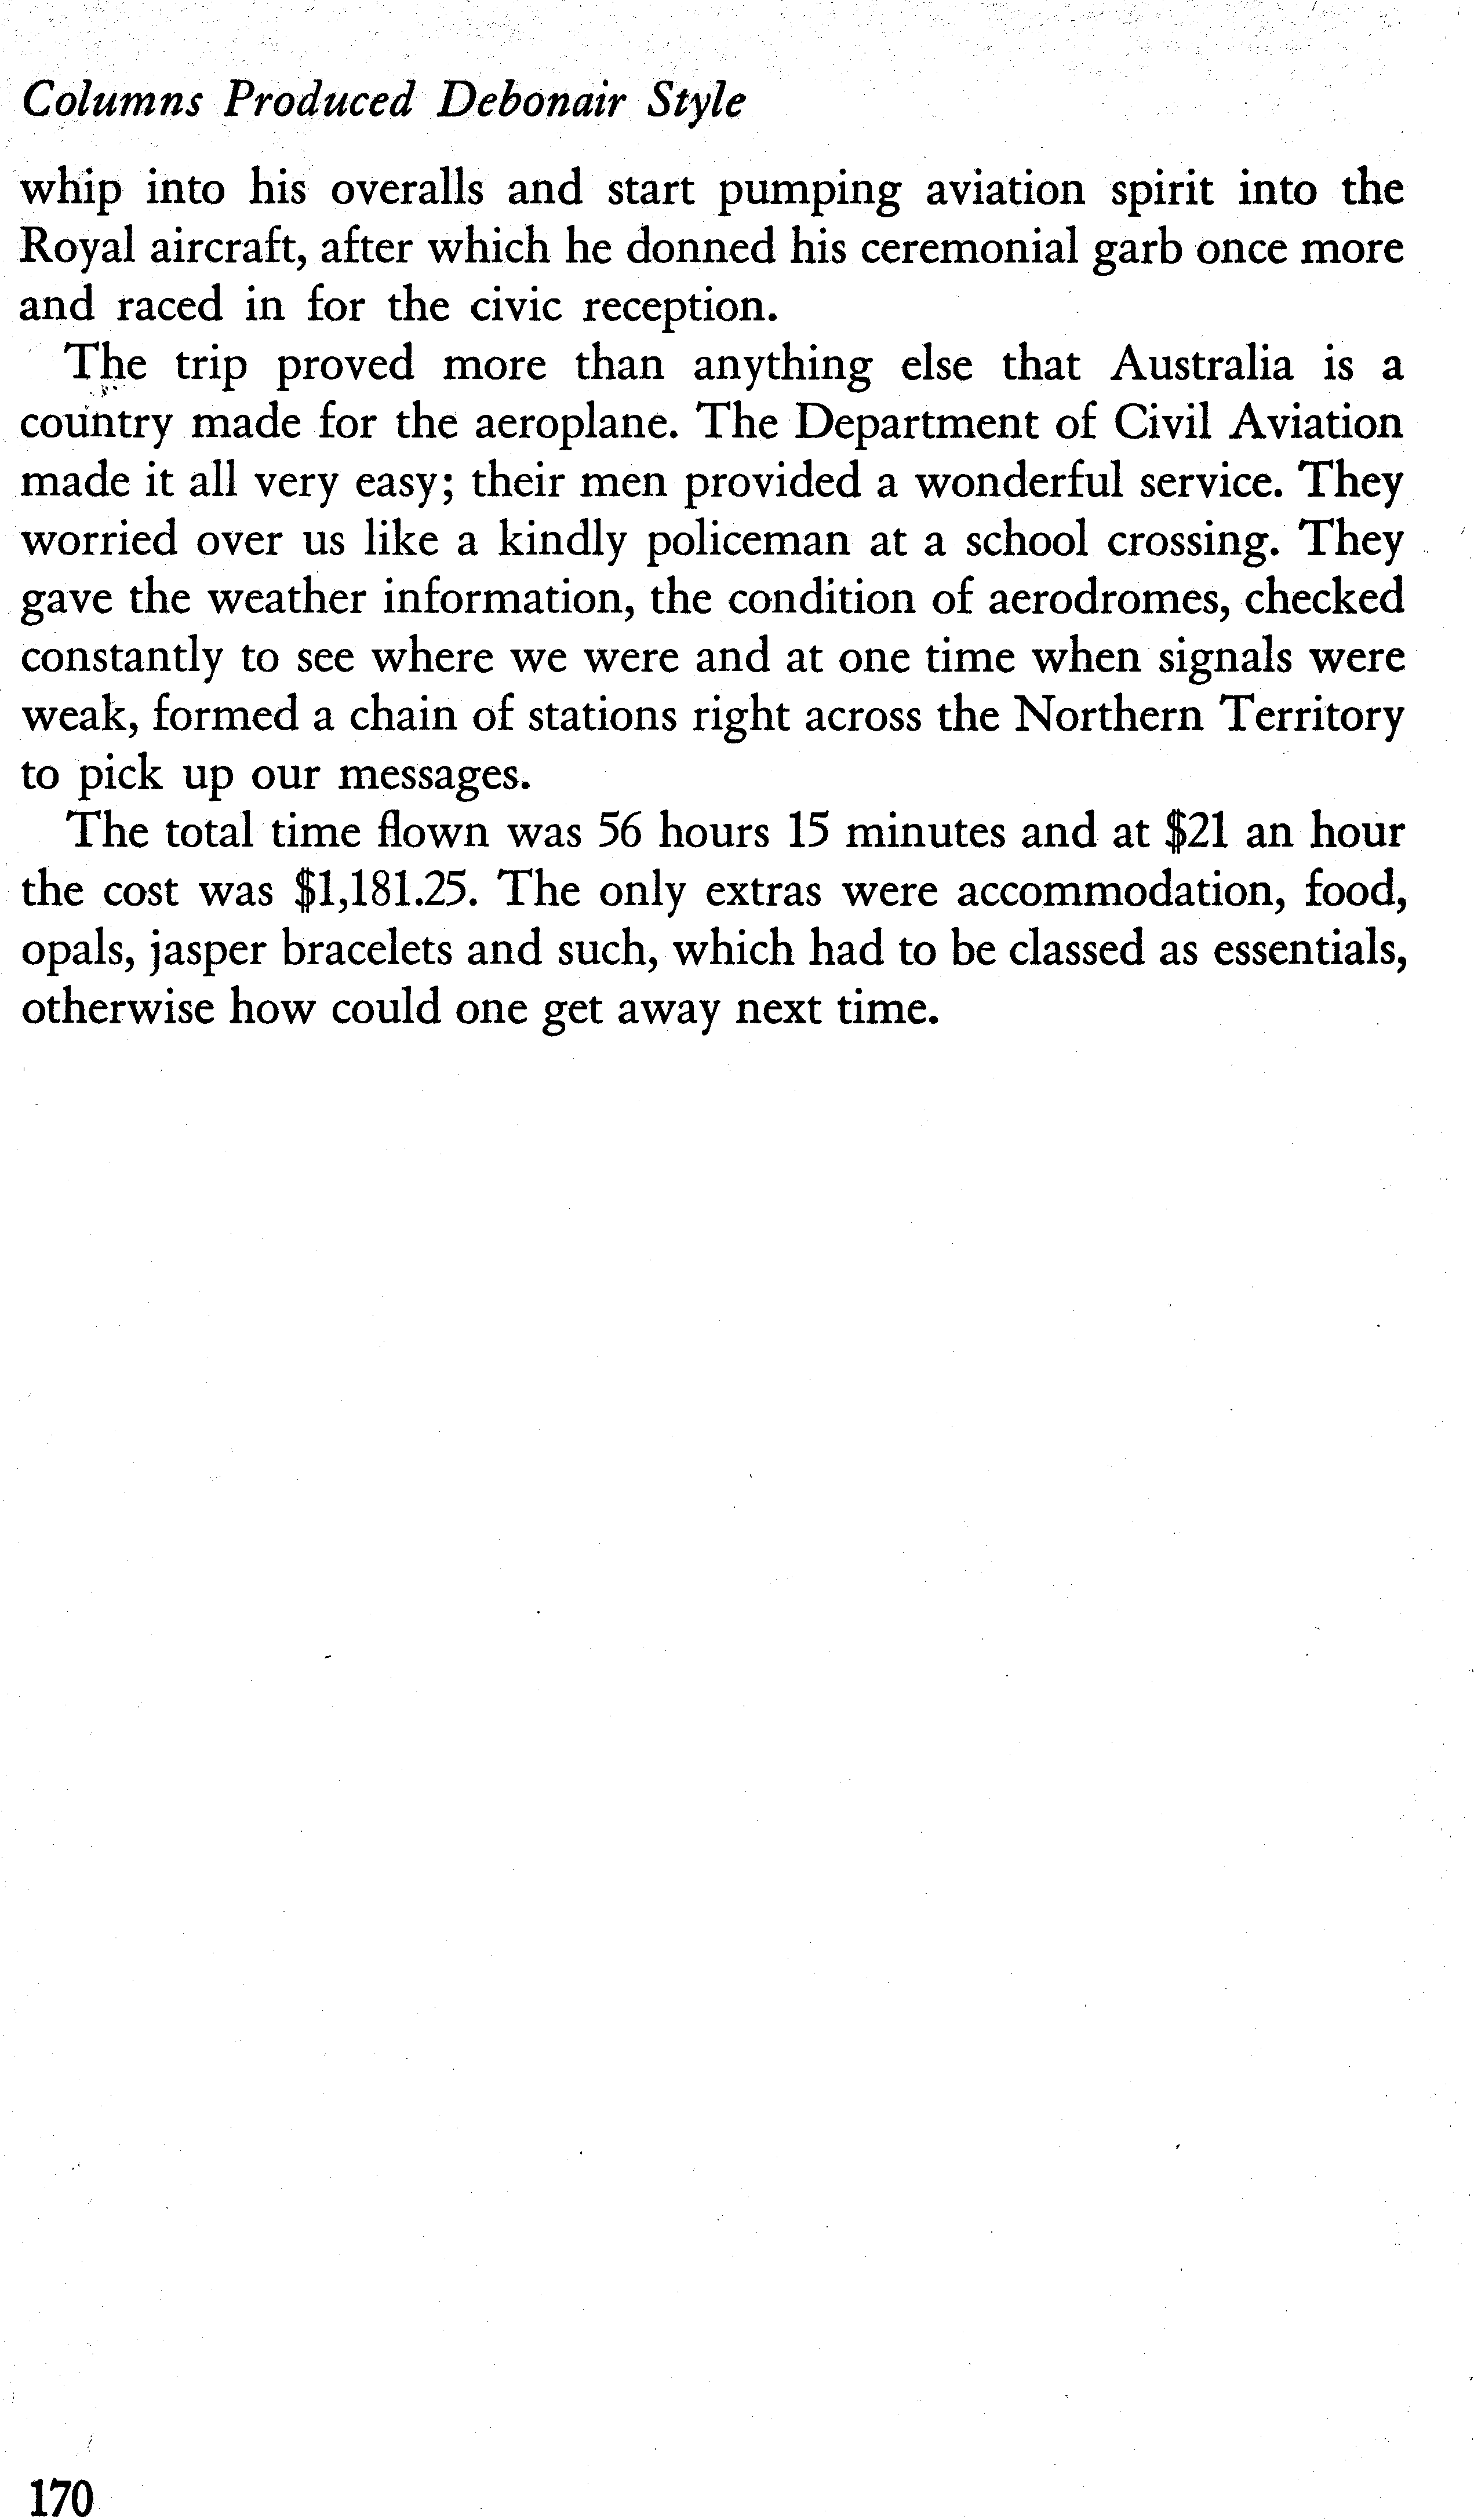 Columns Produced Debonair Style
whip into his overalls and start pumping aviation spirit into the
Royal aircraft, after which he donned his ceremonial garb once more
and raced in for the civic reception.
The trip proved more than anything else that Australia is a
country made for the aeroplane. The Department of Civil Aviation
made it all very easy; their men provided a wonderful service. They
worried over us like a kindly policeman at a school crossing. They
gave the weather information, the condition of aerodromes, checked
constantly to see where we were and at one time when signals were
weak, formed a chain of stations right across the Northern Territory
to pick up our messages.
The total time flown was 56 hours 15 minutes and at $21 an hour
the cost was $1,181.25. The only extras were accommodation, food,
opals, jasper bracelets and such, which had to be classed as essentials,
otherwise how could one get away next time.
170